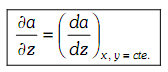 ∂a/∂z = (da/dz)x, y = cte.